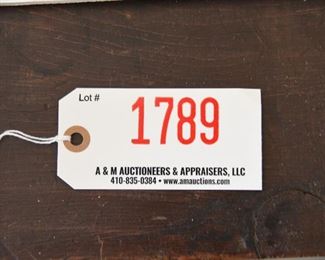 Lot #
1789
A & M AUCTIONEERS & APPRAISERS, LLC
410-835-0384 • www.amauctions.com